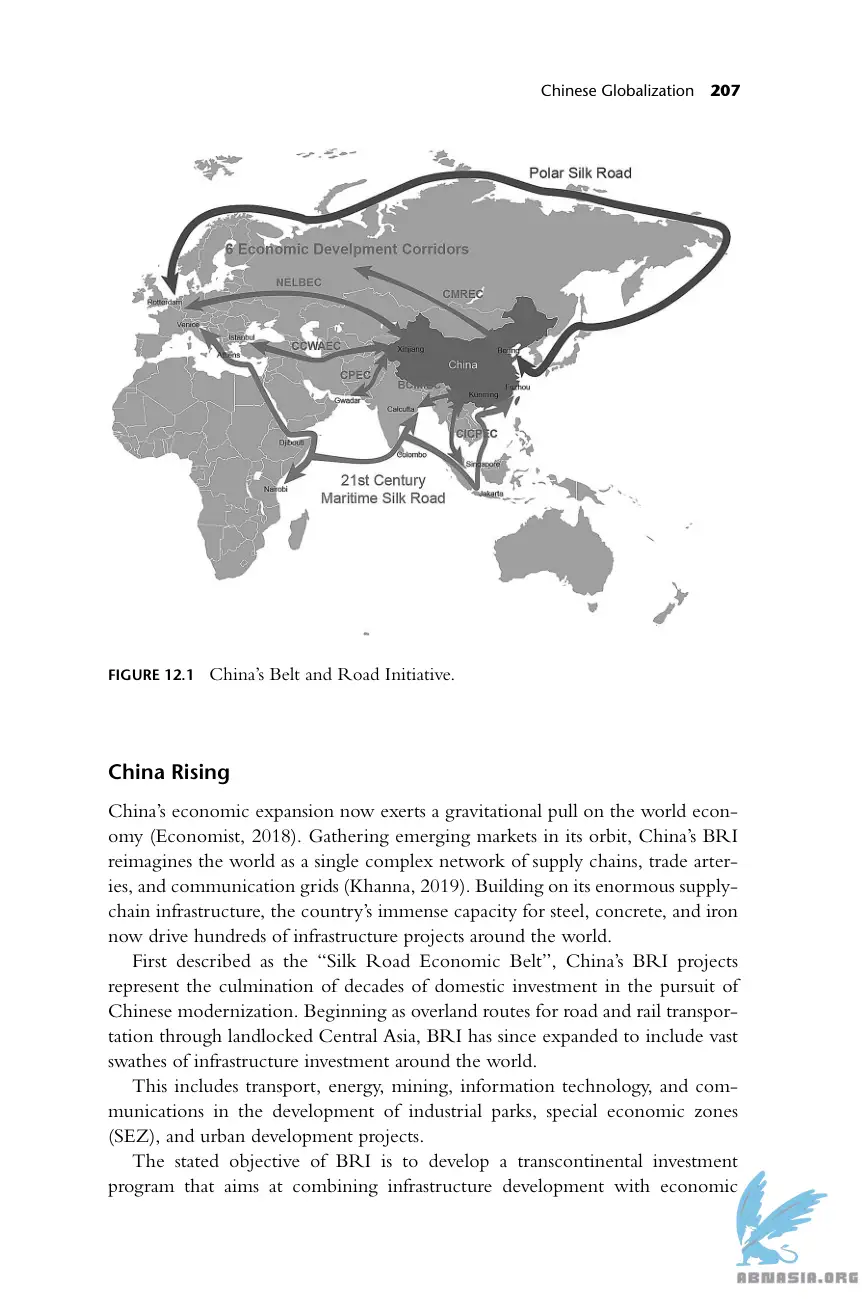 Chinese Globalization 207
Polar Silk Road
6 Economic Develpment Corridors
NELBEC
CMREC
Rotterdam
Venice
Istanbul
Athens
CCWAEC
Xinjiang
Beijing
China
CPEC
Fuzhou
Kunming
Gwadar
Calcutta
CICPEC
Djibouti
Colombo
Singapore
Nairobi
21st Century
Maritime Silk Road
Jakarta
FIGURE 12.1 China’s Belt and Road Initiative.
China Rising
China’s economic expansion now exerts a gravitational pull on the world econ-
omy (Economist, 2018). Gathering emerging markets in its orbit, China’s BRI
reimagines the world as a single complex network of supply chains, trade arter-
ies, and communication grids (Khanna, 2019). Building on its enormous supply-
chain infrastructure, the country’s immense capacity for steel, concrete, and iron
now drive hundreds of infrastructure projects around the world.
First described as the “Silk Road Economic Belt”, China’s BRI projects
represent the culmination of decades of domestic investment in the pursuit of
Chinese modernization. Beginning as overland routes for road and rail transpor-
tation through landlocked Central Asia, BRI has since expanded to include vast
swathes of infrastructure investment around the world.
This includes transport, energy, mining, information technology, and com-
munications in the development of industrial parks, special economic zones
(SEZ), and urban development projects.
The stated objective of BRI is to develop a transcontinental investment
program that aims at combining infrastructure development with economic
ABNASIA.ORG